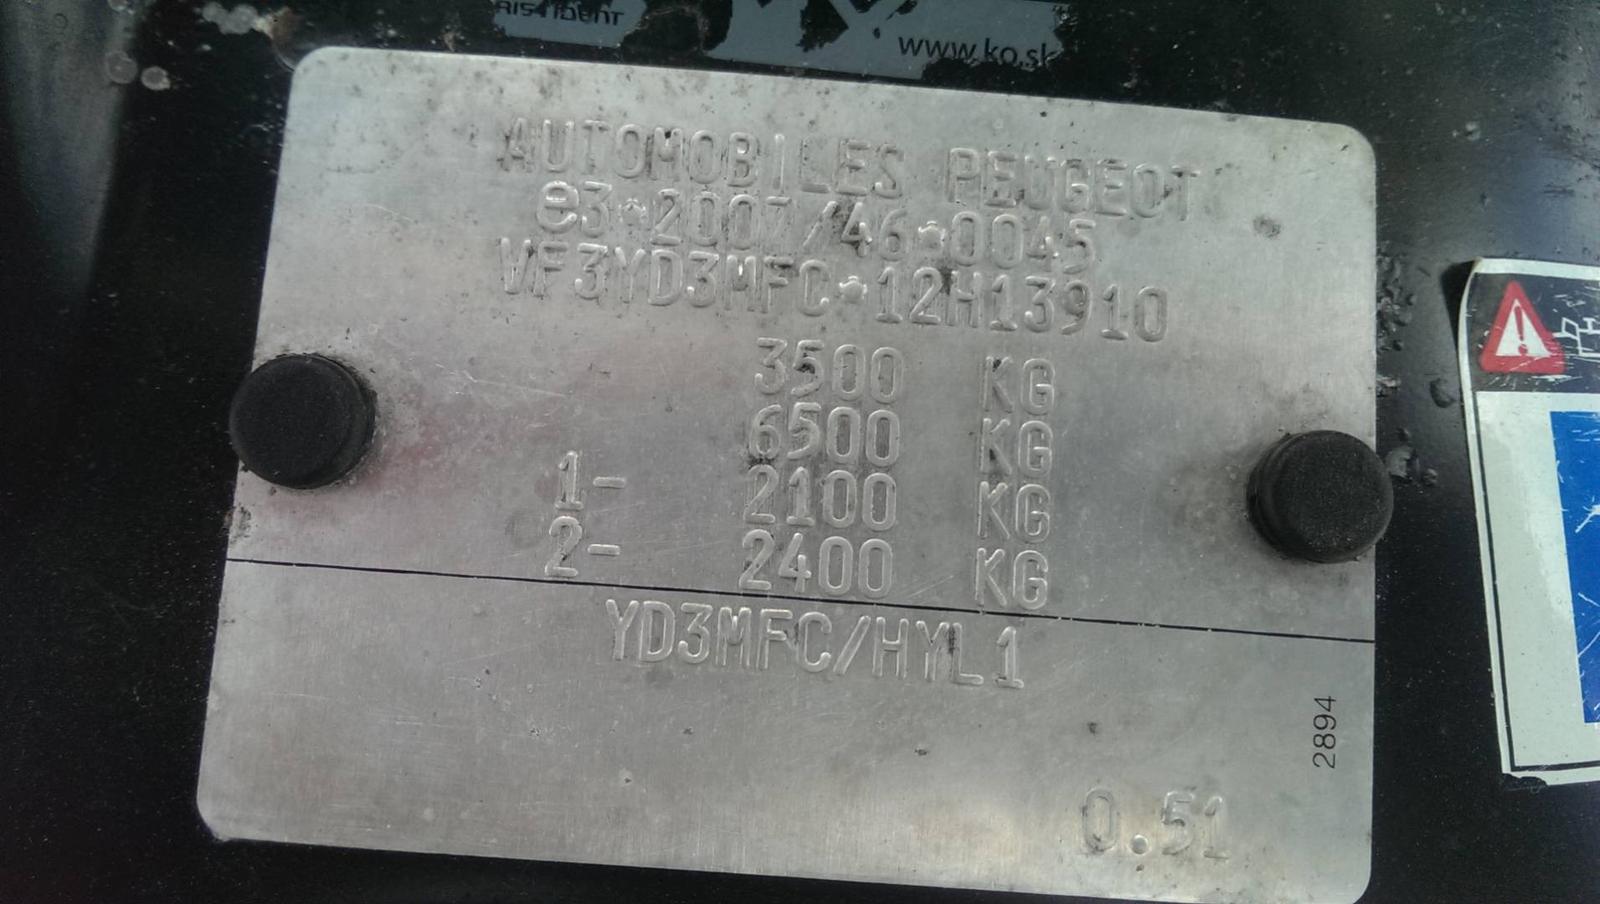 www.ko.sk
AUTOMOBILES PEUGEOT
e3*2007/46*0045
VF3YD3MFC*12H13910
3500 KG
6500 KG
1- 2100 KG
2- 2400 KG
YD3MFC/HYL1
2894
0.51